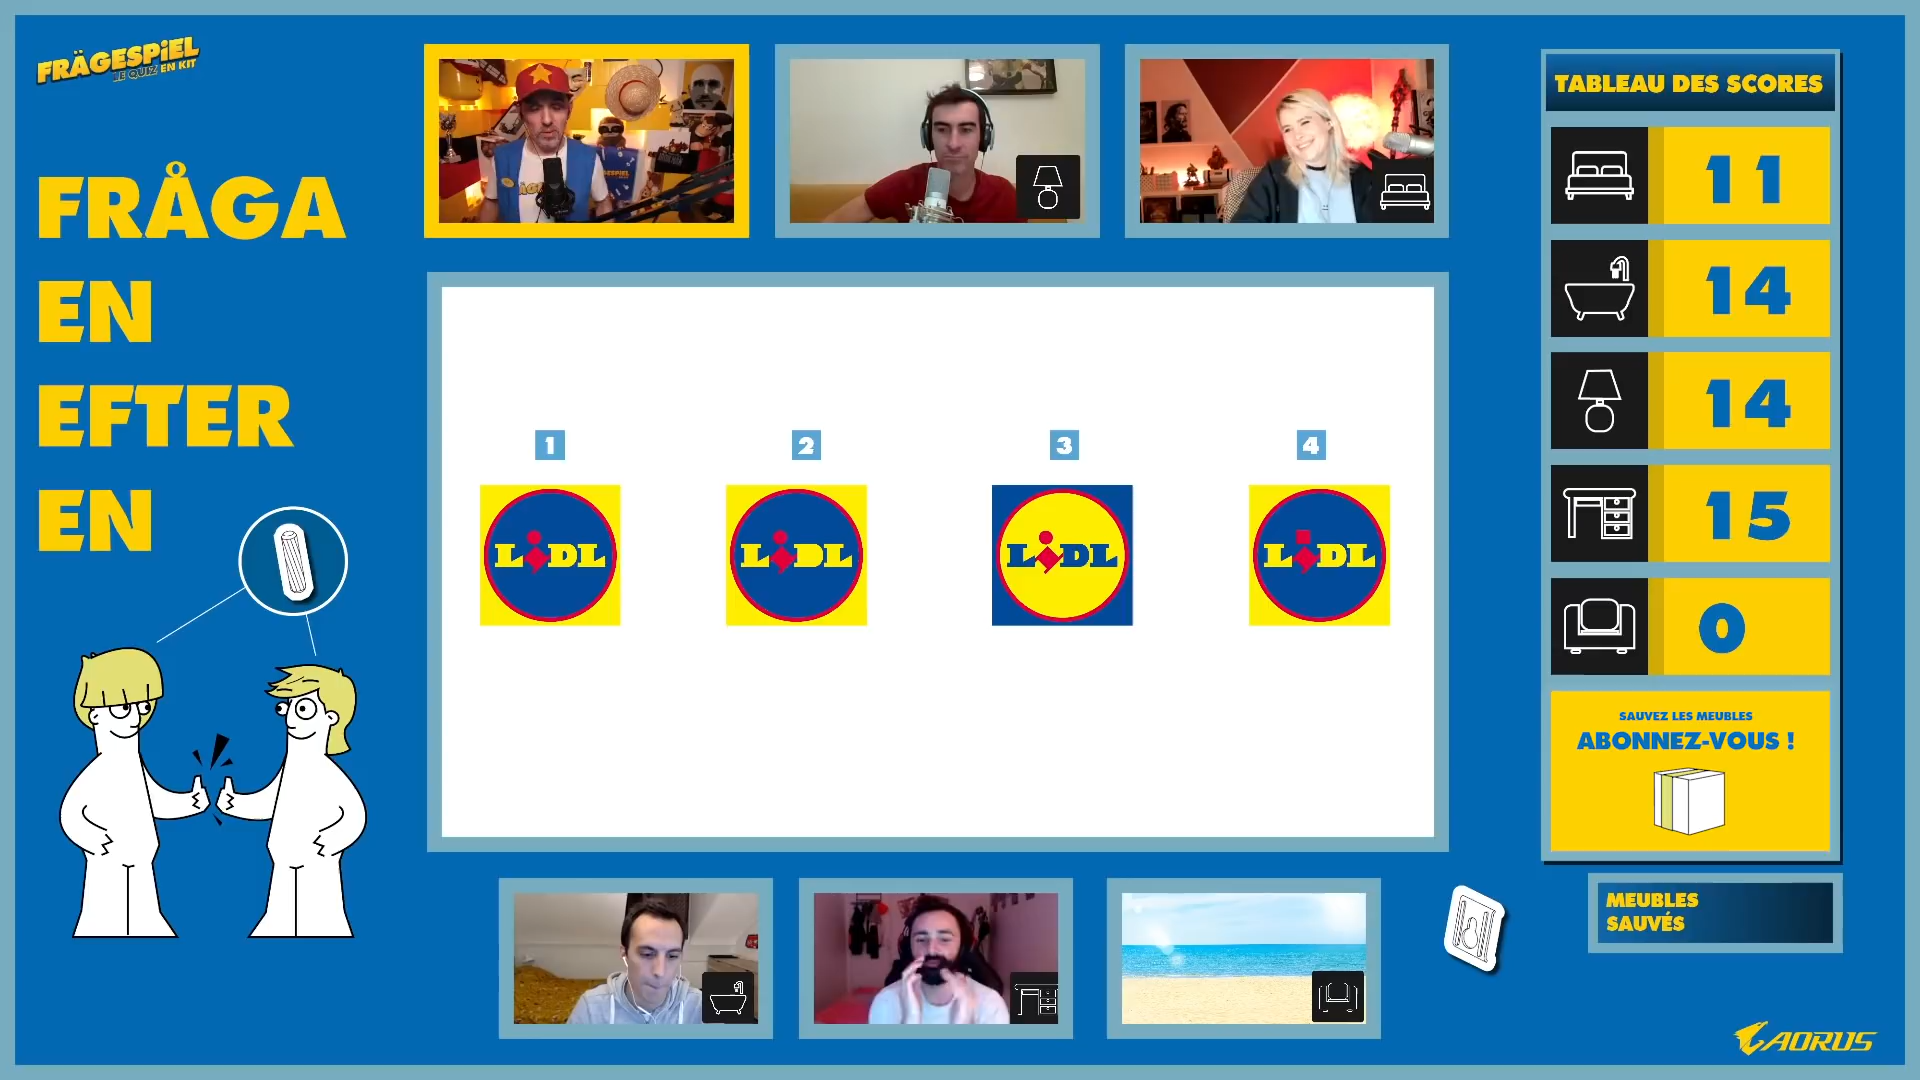 FRÄGESPiEL
LE QUIZ EN KIT
FRÅGA
EN
EFTER
EN
1
2
3
4
LiDL
LiDL
LiDL
LiDL
TABLEAU DES SCORES
11
14
14
15
0
SAUVEZ LES MEUBLES
ABONNEZ-VOUS !
MEUBLES
SAUVÉS
AORUS